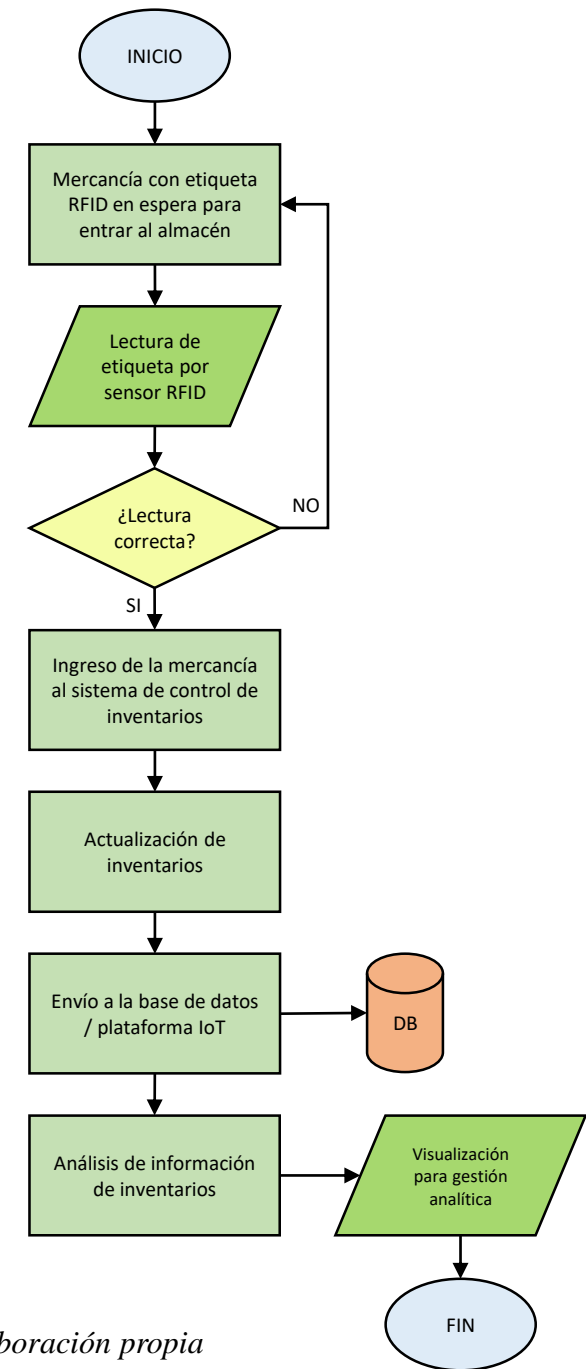 INICIO
Mercancía con etiqueta
RFID en espera para
entrar al almacén
Lectura de
etiqueta por
sensor RFID
¿Lectura
correcta?
NO
SI
Ingreso de la mercancía
al sistema de control de
inventarios
Actualización de
inventarios
Envío a la base de datos
/ plataforma IoT
DB
Análisis de información
de inventarios
Visualización
para gestión
analítica
FIN
boración propia